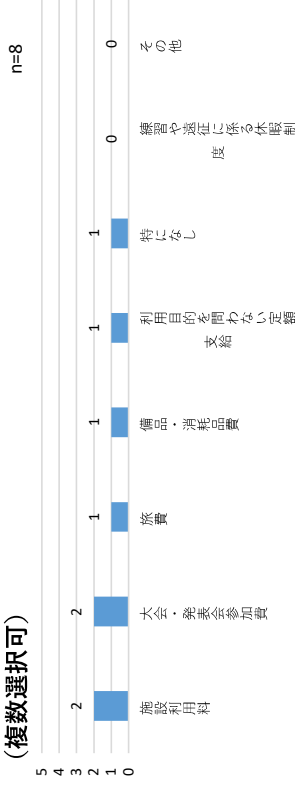 (複数選択可)
n=8
5
4
3
2
1
0
2
2
1
1
1
1
0
0
施設利用料
大会・発表会参加費
旅費
備品・消耗品費
利用目的を問わない定額
支給
特になし
練習や遠征に係る休暇制
度
その他